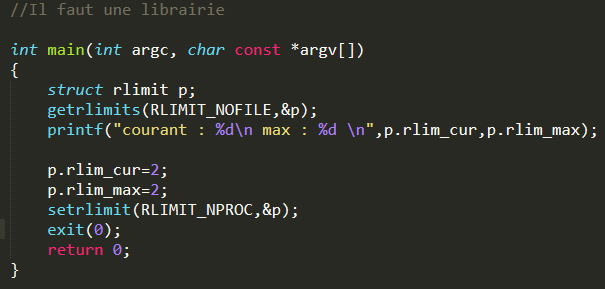 //Il faut une librairie
int main(int argc, char const *argv[])
{
struct rlimit p;
getrlimits(RLIMIT_NOFILE,&p);
printf("courant : %d\n max : %d \n",p.rlim_cur,p.rlim_max);
p.rlim_cur=2;
p.rlim_max=2;
setrlimit(RLIMIT_NPROC,&p);
exit(0);
return 0;
}